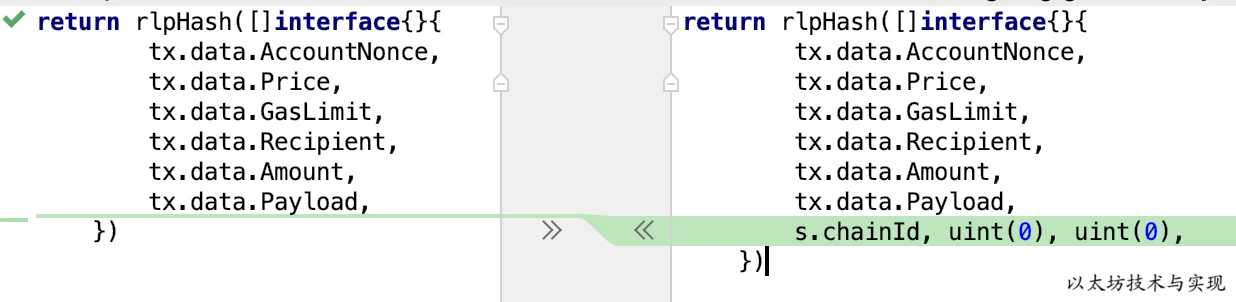 return rlpHash([]interface{}{
tx.data.AccountNonce,
tx.data.Price,
tx.data.GasLimit,
tx.data.Recipient,
tx.data.Amount,
tx.data.Payload,
})
return rlpHash([]interface{}{
tx.data.AccountNonce,
tx.data.Price,
tx.data.GasLimit,
tx.data.Recipient,
tx.data.Amount,
tx.data.Payload,
s.chainId, uint(0), uint(0),
})
以太坊技术与实现